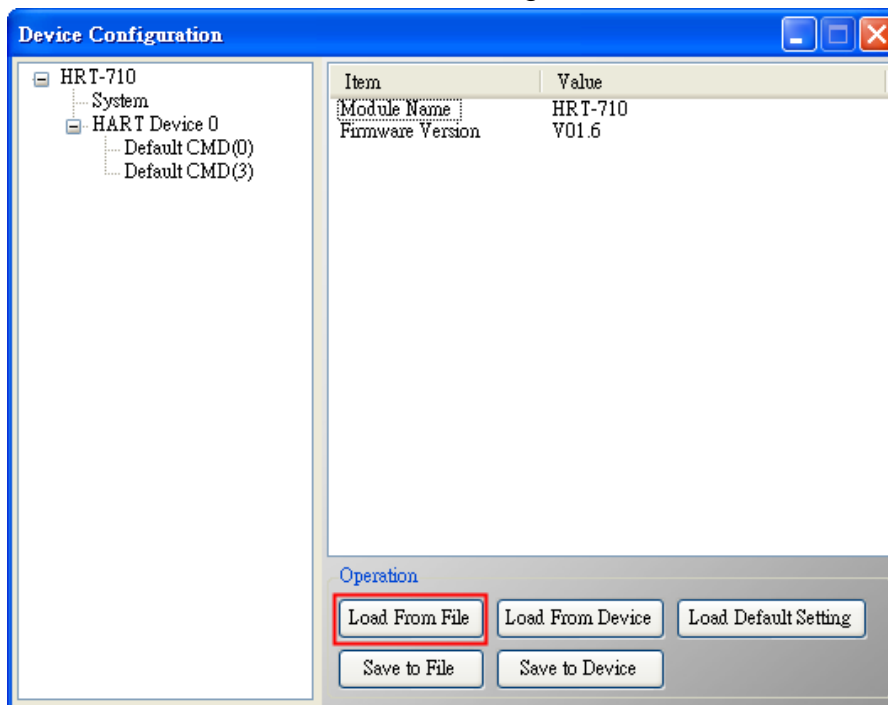 Device Configuration
HRT-710
System
HART Device 0
Default CMD(0)
Default CMD(3)
Item Value
Module Name HRT-710
Firmware Version V01.6
Operation
Load From File Load From Device Load Default Setting
Save to File Save to Device